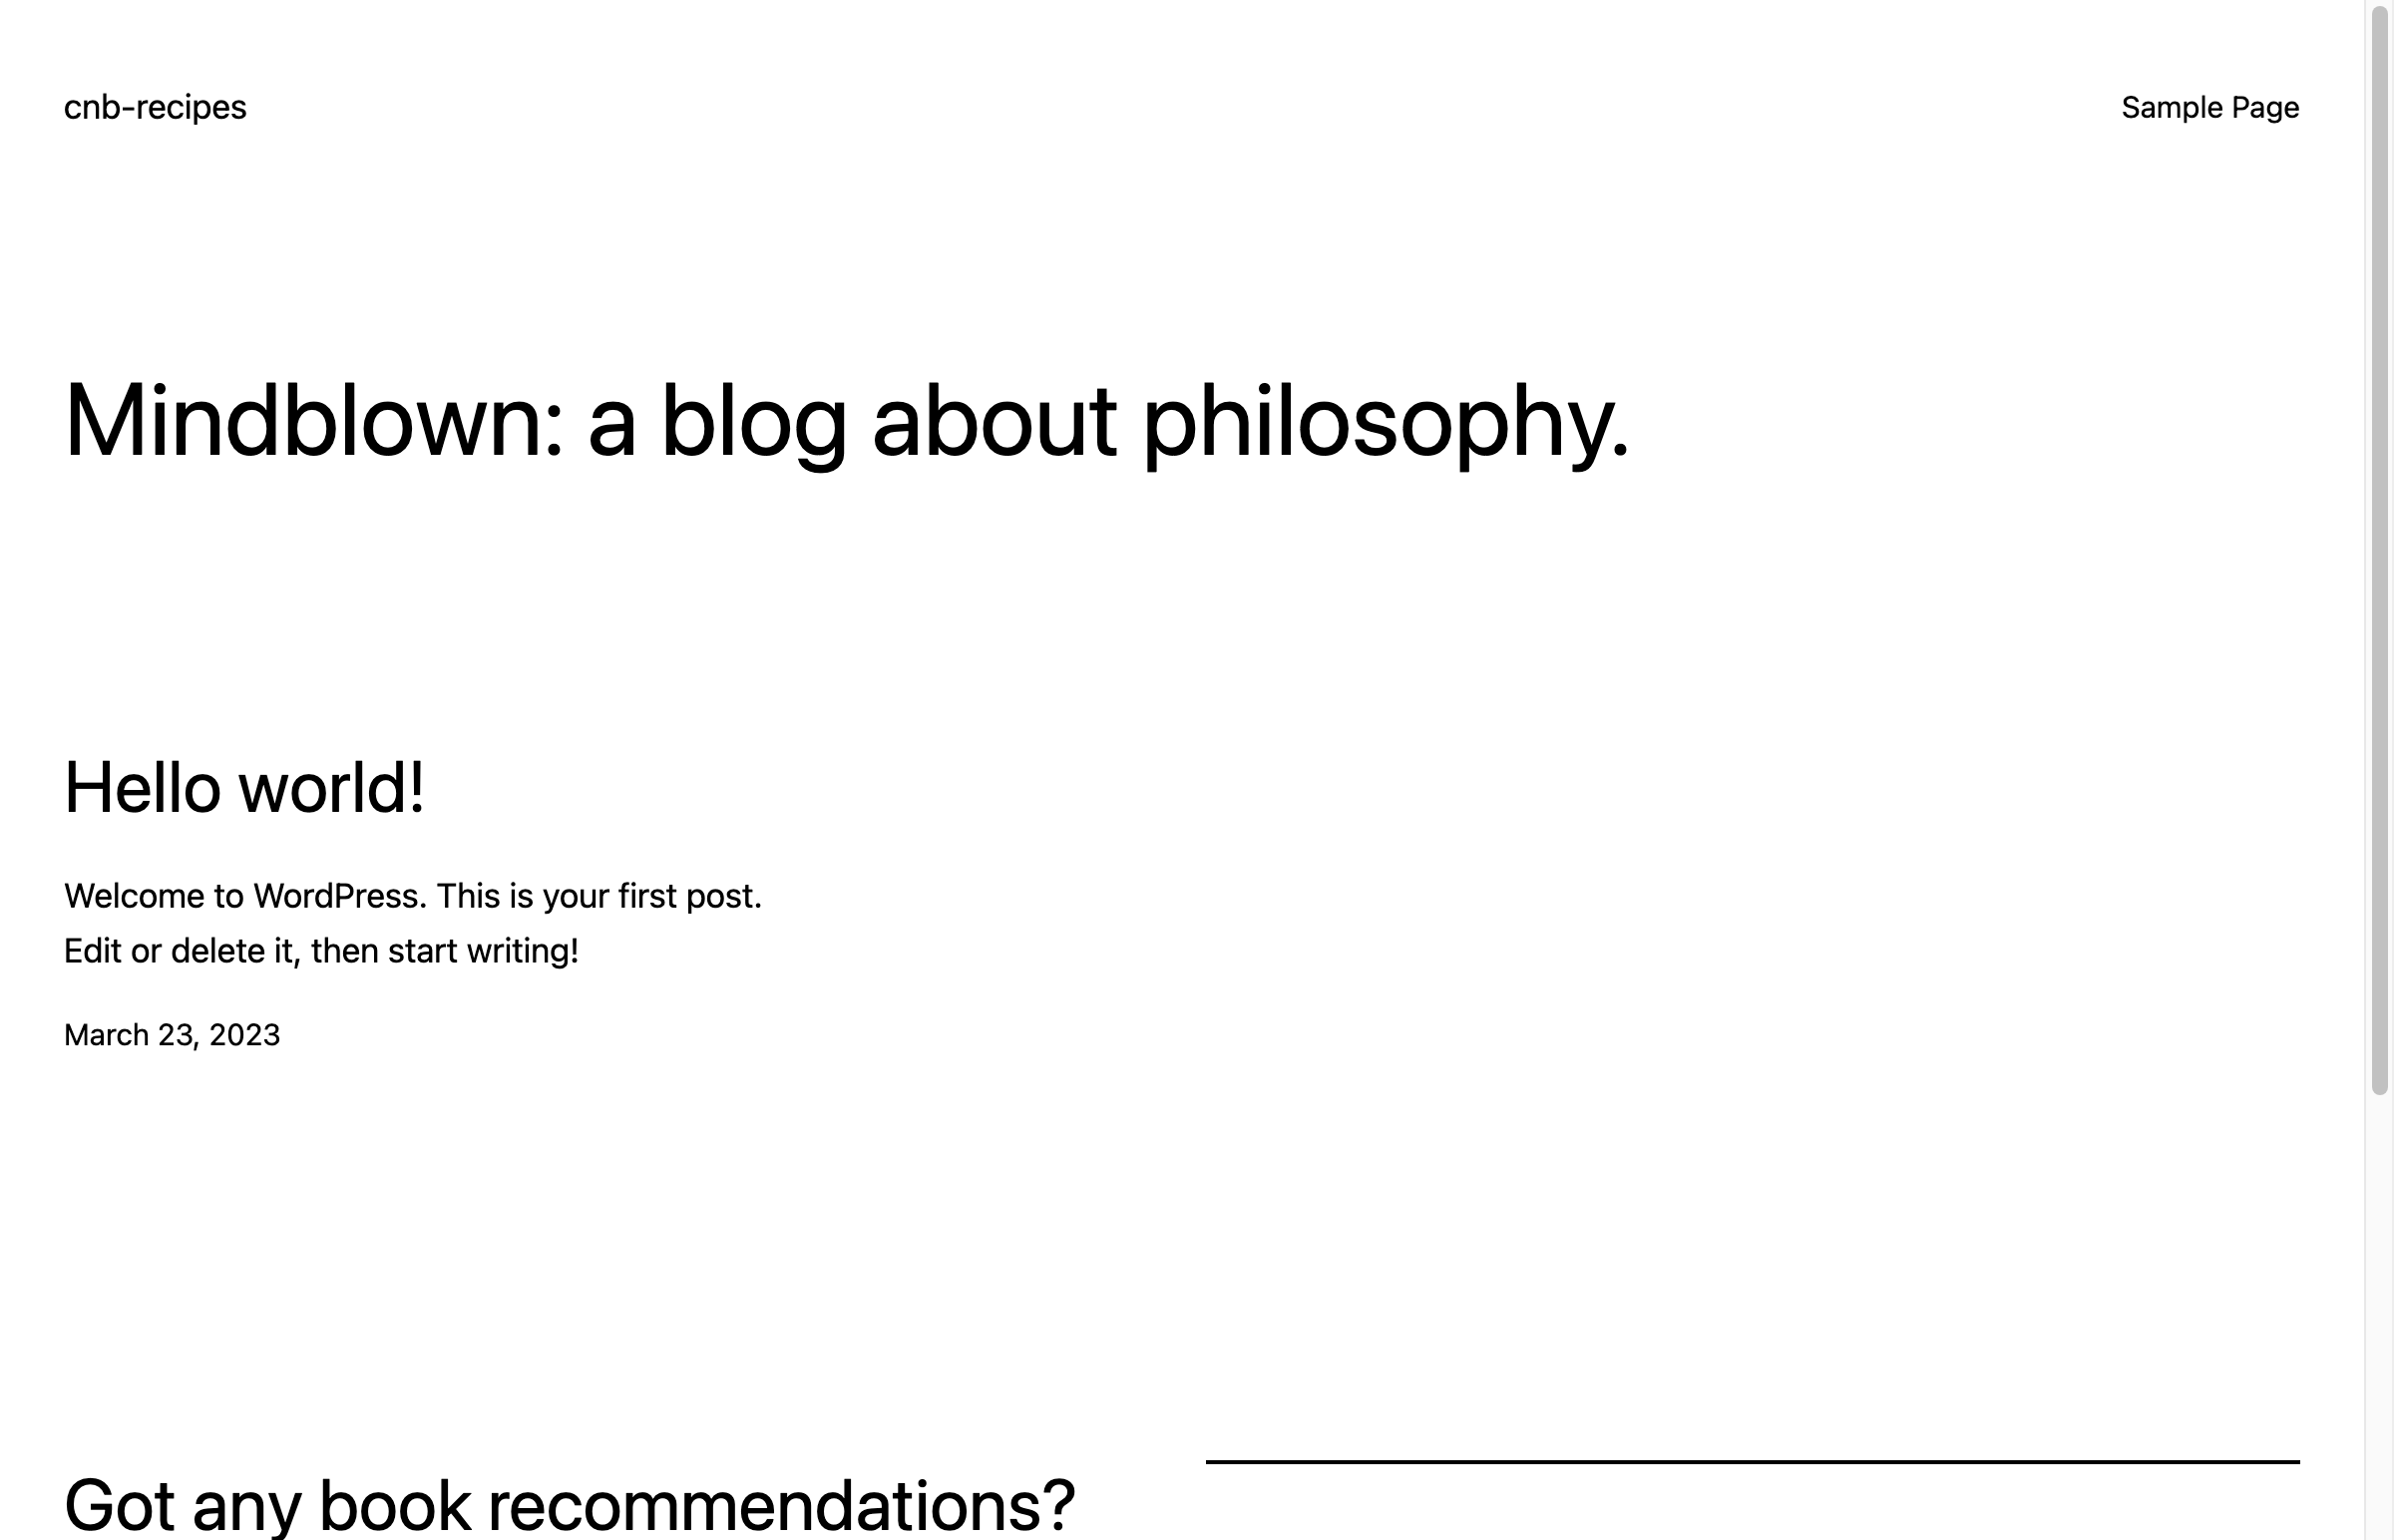 cnb-recipes
Sample Page
Mindblown: a blog about philosophy.
Hello world!
Welcome to WordPress. This is your first post.
Edit or delete it, then start writing!
March 23, 2023
Got any book recommendations?